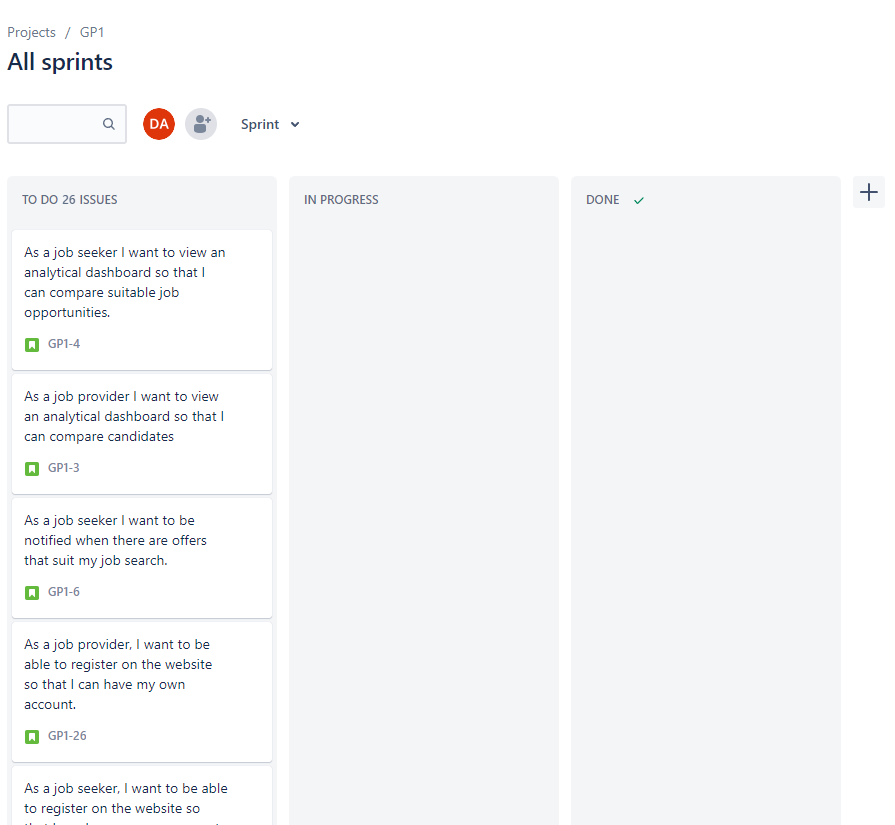 Projects / GP1
All sprints
DA
Sprint
TO DO 26 ISSUES
As a job seeker I want to view an
analytical dashboard so that I
can compare suitable job
opportunities.
GP1-4
As a job provider I want to view
an analytical dashboard so that I
can compare candidates
GP1-3
As a job seeker I want to be
notified when there are offers
that suit my job search.
GP1-6
As a job provider, I want to be
able to register on the website
so that I can have my own
account.
GP1-26
As a job seeker, I want to be able
to register on the website so
IN PROGRESS
DONE